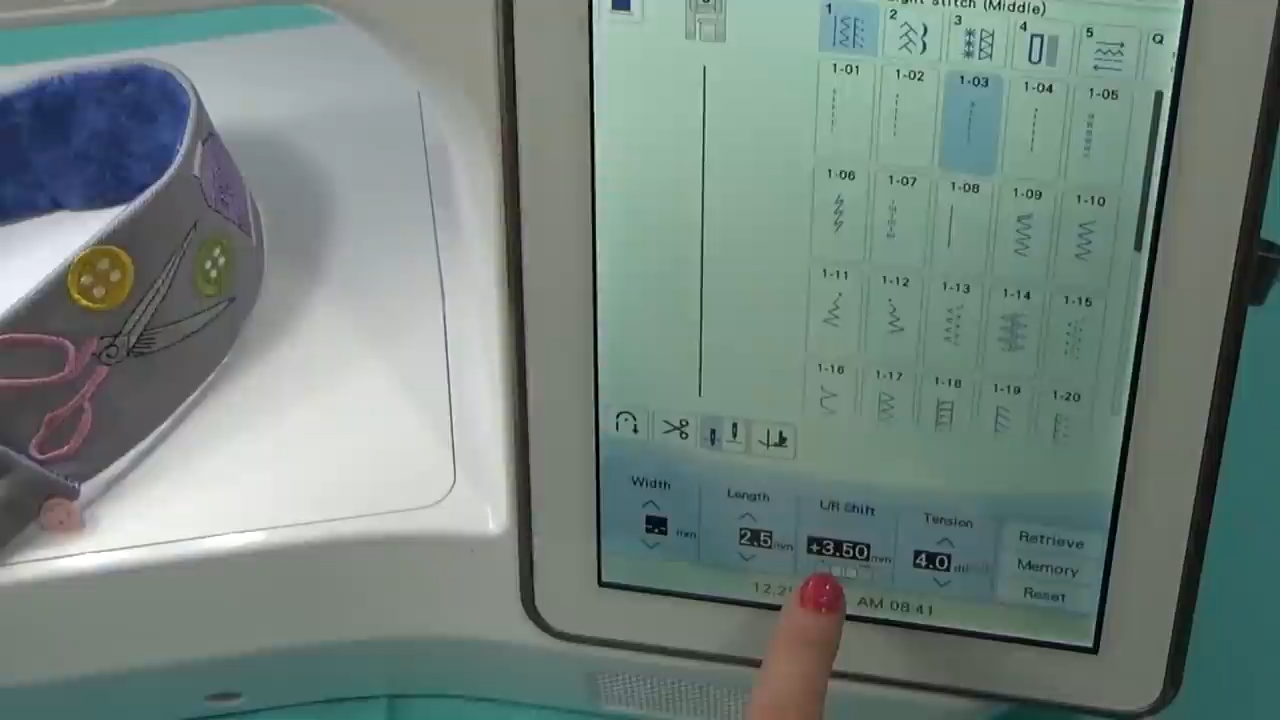 stitch (Middle)
1 2 3 4 5 Q
1-01 1-02 1-03 1-04 1-05
1-06 1-07 1-08 1-09 1-10
1-11 1-12 1-13 1-14 1-15
1-16 1-17 1-18 1-19 1-20
Width Length L/R Shift Tension
-.- mm 2.5 mm +3.50 mm 4.0
Retrieve
Memory
Reset
AM 08:41